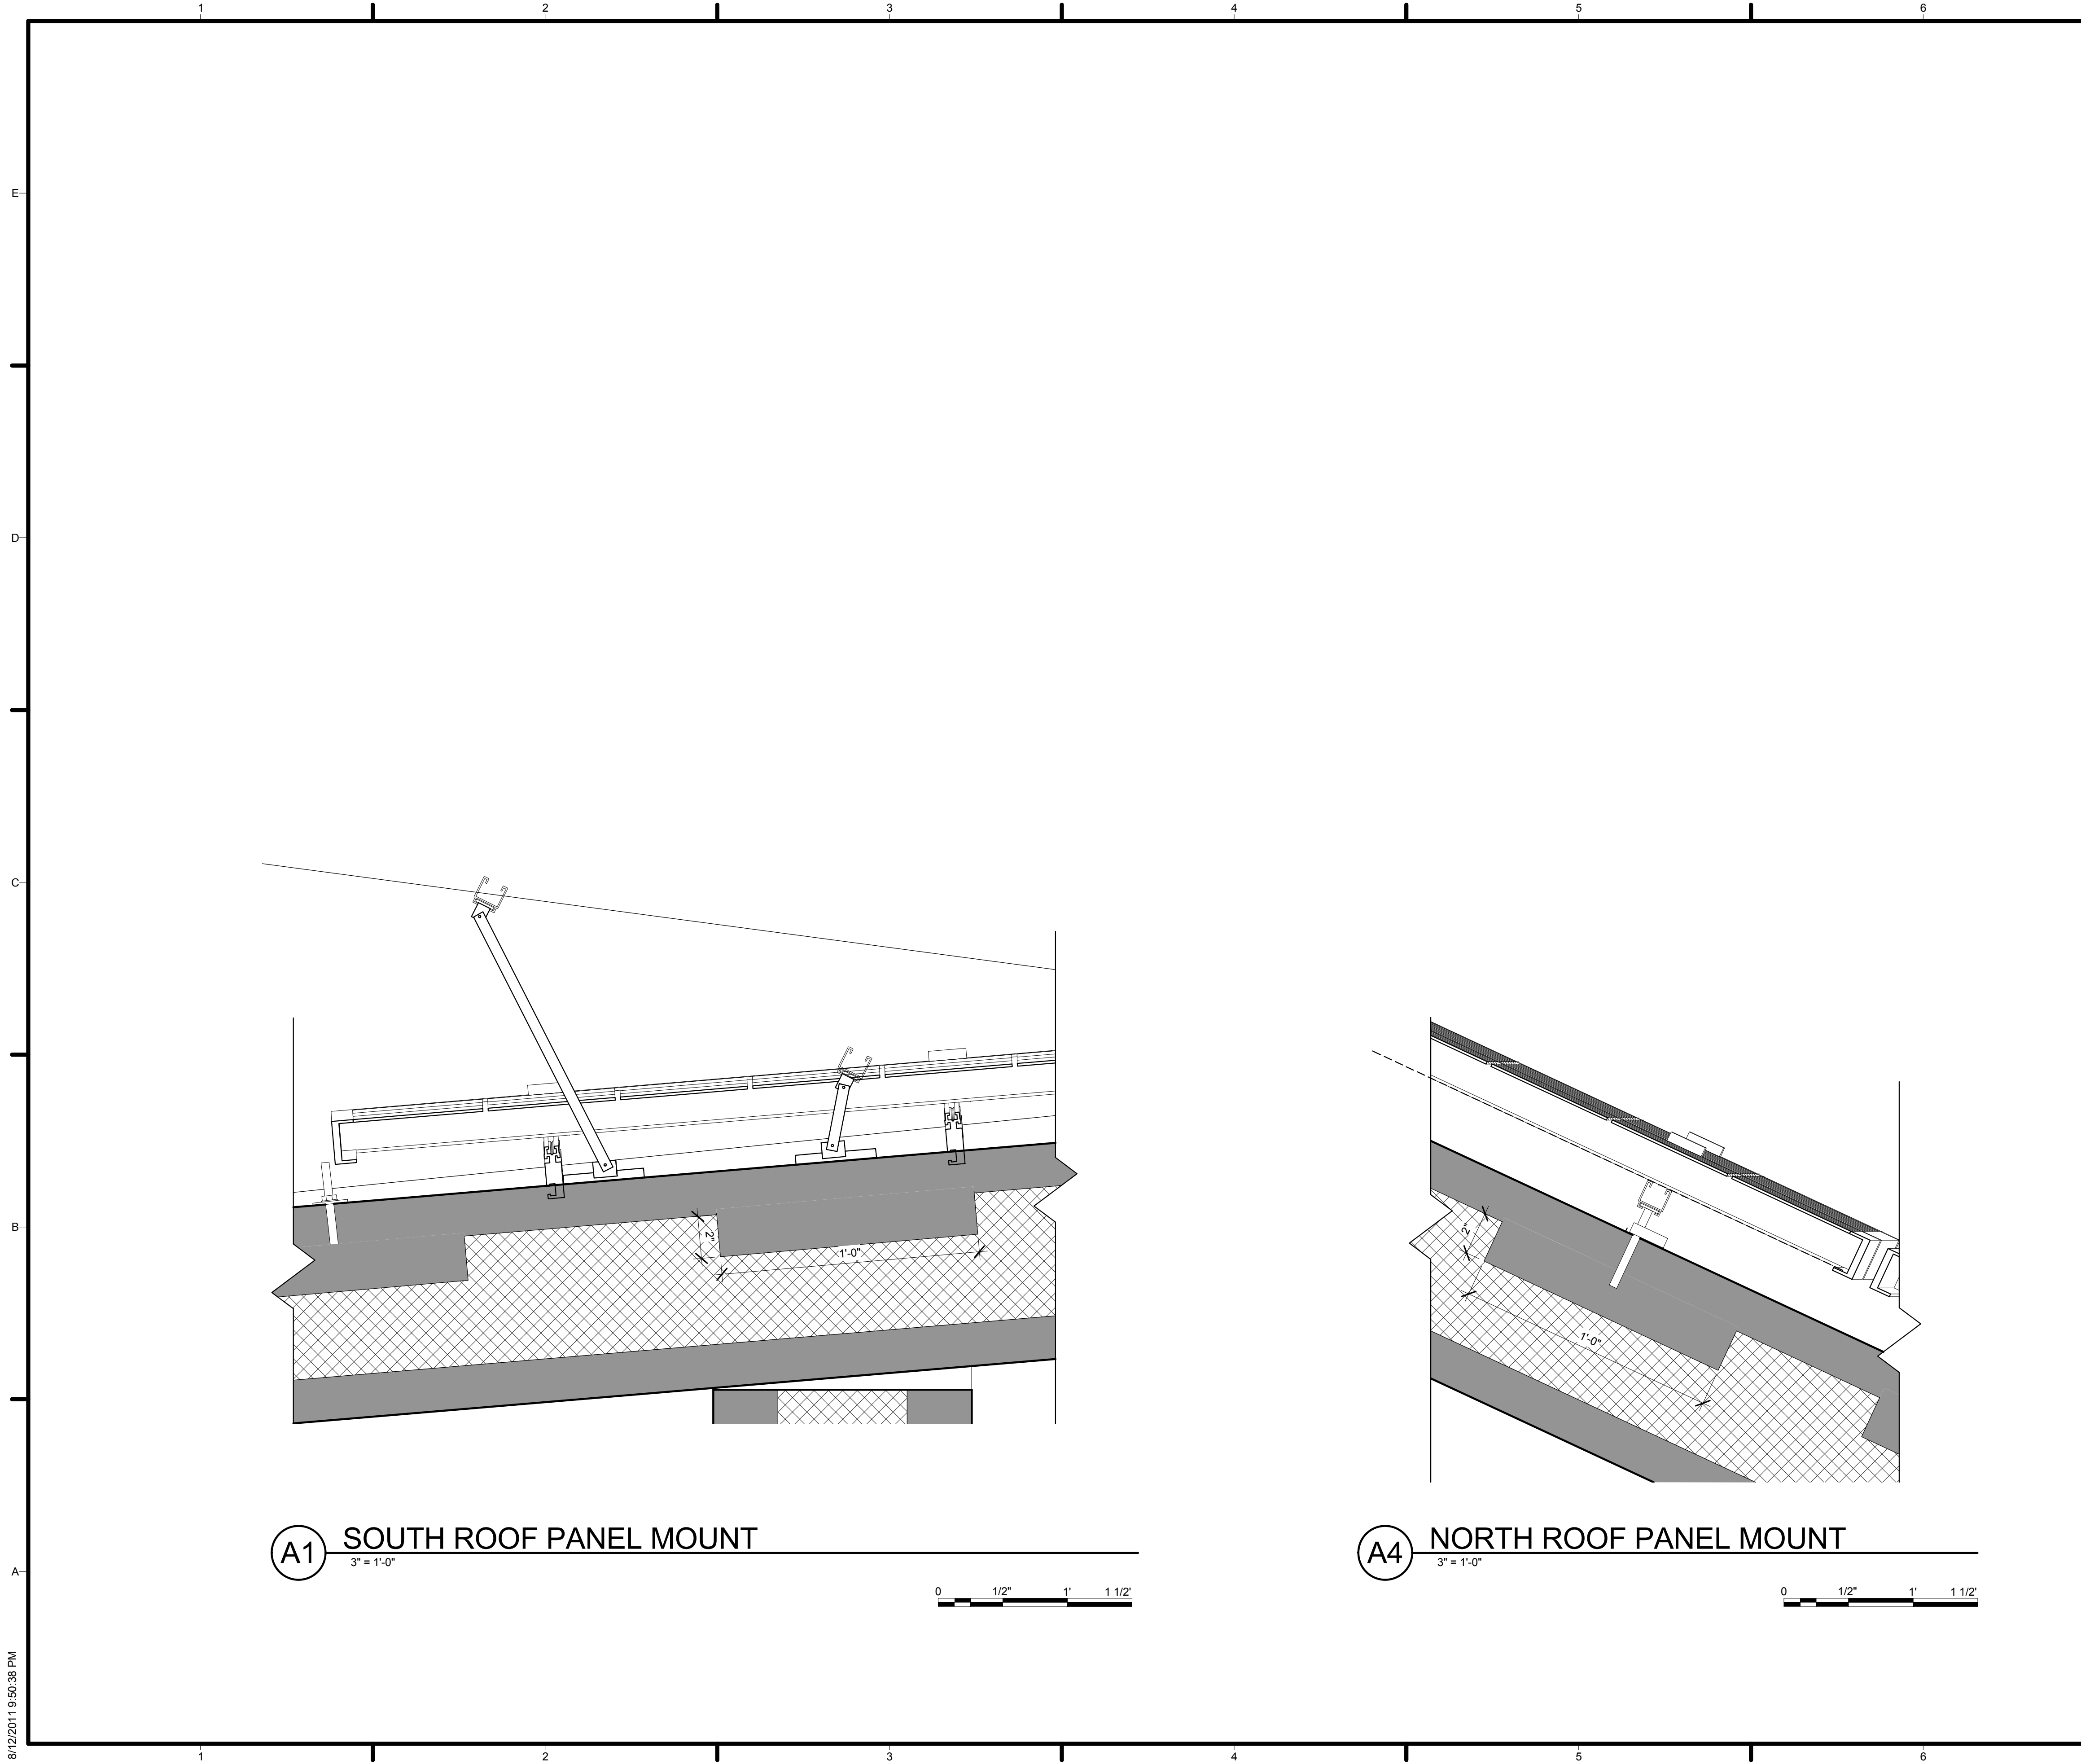 1 2 3 4 5 6
E
D
C
B
A
2"
1'-0"
2"
1'-0"
A1 SOUTH ROOF PANEL MOUNT
3" = 1'-0"
0 1/2" 1' 1 1/2'
A4 NORTH ROOF PANEL MOUNT
3" = 1'-0"
0 1/2" 1' 1 1/2'
8/12/2011 9:50:38 PM
1 2 3 4 5 6